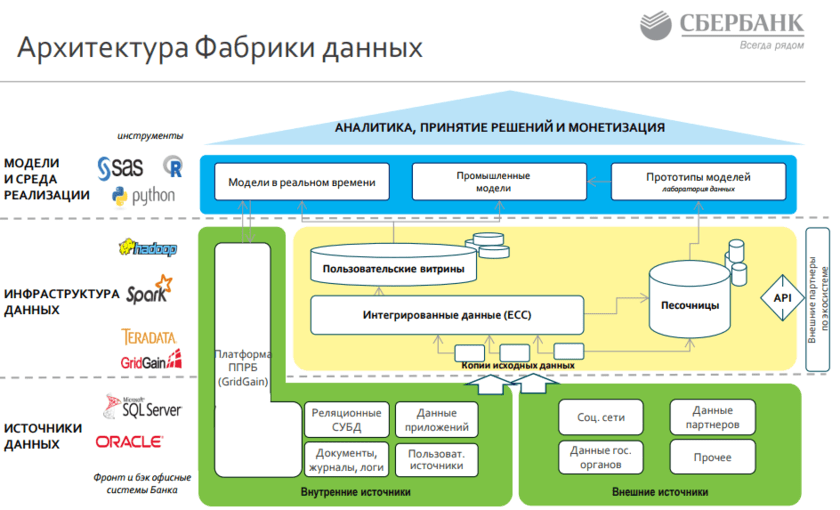 СБЕРБАНК
Всегда рядом
Архитектура Фабрики данных
АНАЛИТИКА, ПРИНЯТИЕ РЕШЕНИЙ И МОНЕТИЗАЦИЯ
инструменты
МОДЕЛИ
И СРЕДА
РЕАЛИЗАЦИИ
sas
R
python
Модели в реальном времени
Промышленные
модели
Прототипы моделей
лаборатория данных
ИНФРАСТРУКТУРА
ДАННЫХ
hadoop
Spark
TERADATA
GridGain
Платформа
ППРБ
(GridGain)
Пользовательские витрины
Интегрированные данные (ЕСС)
Песочницы
Копии исходных данных
API
Внешние партнеры
по экосистеме
ИСТОЧНИКИ
ДАННЫХ
Microsoft
SQL Server
ORACLE
Фронт и бэк офисные
системы Банка
Реляционные
СУБД
Данные
приложений
Документы,
журналы, логи
Пользоват.
источники
Внутренние источники
Соц. сети
Данные
партнеров
Данные гос.
органов
Прочее
Внешние источники